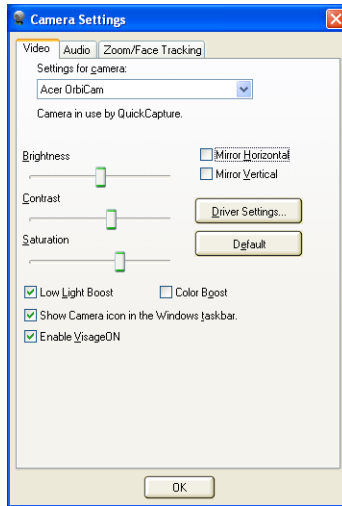 Camera Settings
Video Audio Zoom/Face Tracking
Settings for camera:
Acer OrbiCam
Camera in use by QuickCapture.
Brightness
Mirror Horizontal
Mirror Vertical
Contrast
Driver Settings...
Saturation
Default
Low Light Boost Color Boost
Show Camera icon in the Windows taskbar.
Enable VisageON
OK